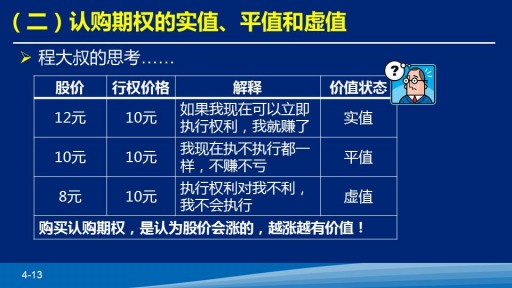 （二）认购期权的实值、平值和虚值
程大叔的思考……
股价 行权价格 解释 价值状态
12元 10元 如果我现在可以立即 实值
执行权利，我就赚了
10元 10元 我现在执不执行都一 平值
样，不赚不亏
8元 10元 执行权利对我不利， 虚值
我不会执行
购买认购期权，是认为股价会涨的，越涨越有价值！
?
4-13